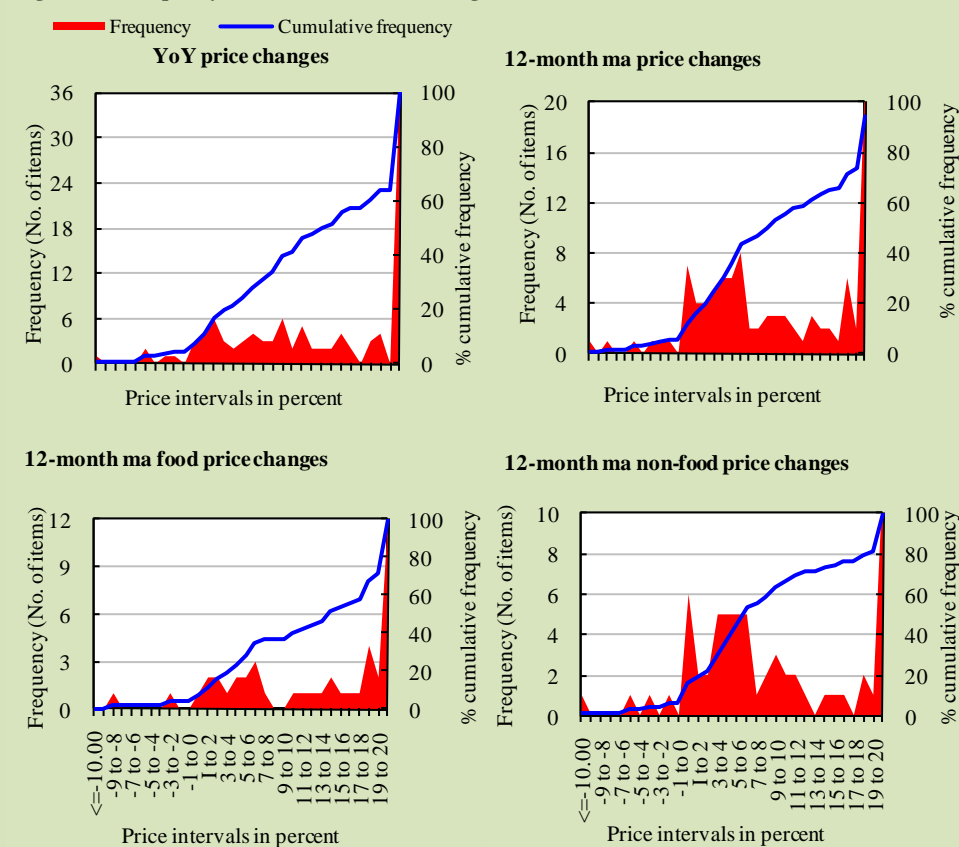 Frequency
Cumulative frequency
YoY price changes
36
30
24
18
12
6
0
100
80
60
40
20
0
Frequency (No. of items)
% cumulative frequency
Price intervals in percent
12-month ma price changes
20
16
12
8
4
0
100
80
60
40
20
0
Frequency (No. of items)
% cumulative frequency
Price intervals in percent
12-month ma food price changes
12
9
6
3
0
100
80
60
40
20
0
Frequency (No. of items)
% cumulative frequency
<=-10.00
-9 to -8
-7 to -6
-5 to -4
-3 to -2
-1 to 0
1 to 2
3 to 4
5 to 6
7 to 8
9 to 10
11 to 12
13 to 14
15 to 16
17 to 18
19 to 20
Price intervals in percent
12-month ma non-food price changes
10
8
6
4
2
0
100
80
60
40
20
0
Frequency (No. of items)
% cumulative frequency
<=-10.00
-9 to -8
-7 to -6
-5 to -4
-3 to -2
-1 to 0
1 to 2
3 to 4
5 to 6
7 to 8
9 to 10
11 to 12
13 to 14
15 to 16
17 to 18
19 to 20
Price intervals in percent